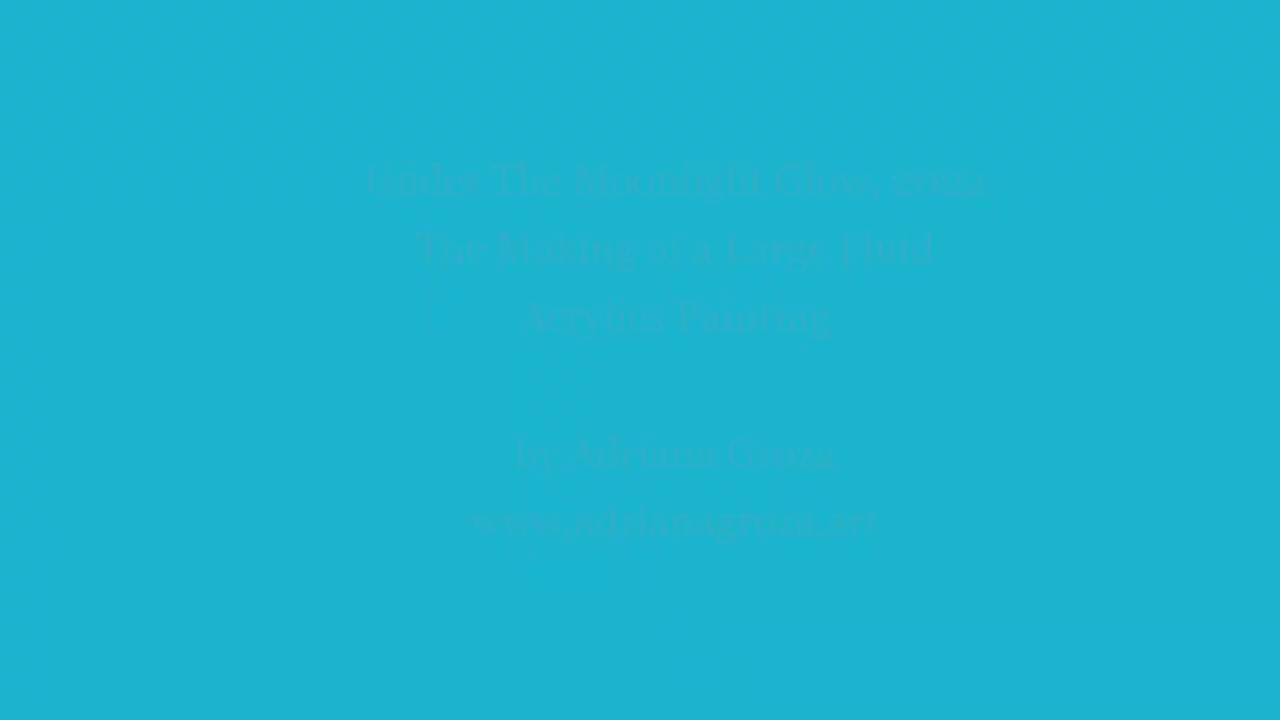 Under The Moonlight Glow,
The Making of a Large Fluid
Acrylics Painting
by Adriana Groza
www.adrianagroza.art